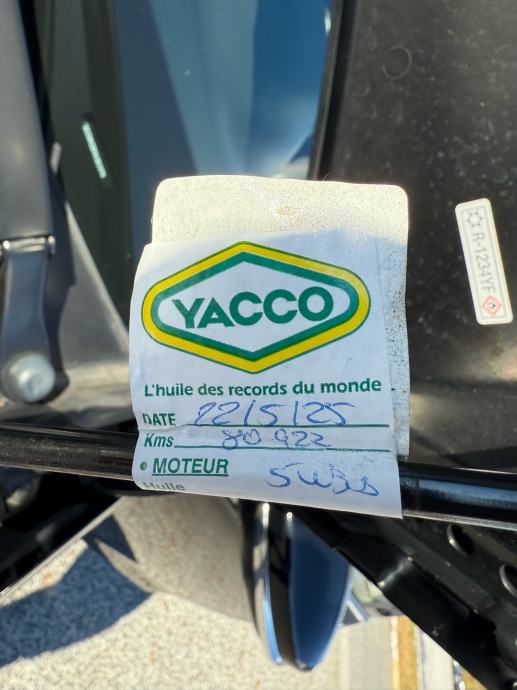 YACCO
L'huile des records du monde
DATE 22/5/25
Kms 80 922
• MOTEUR
Huile 5W30
R-1234YF